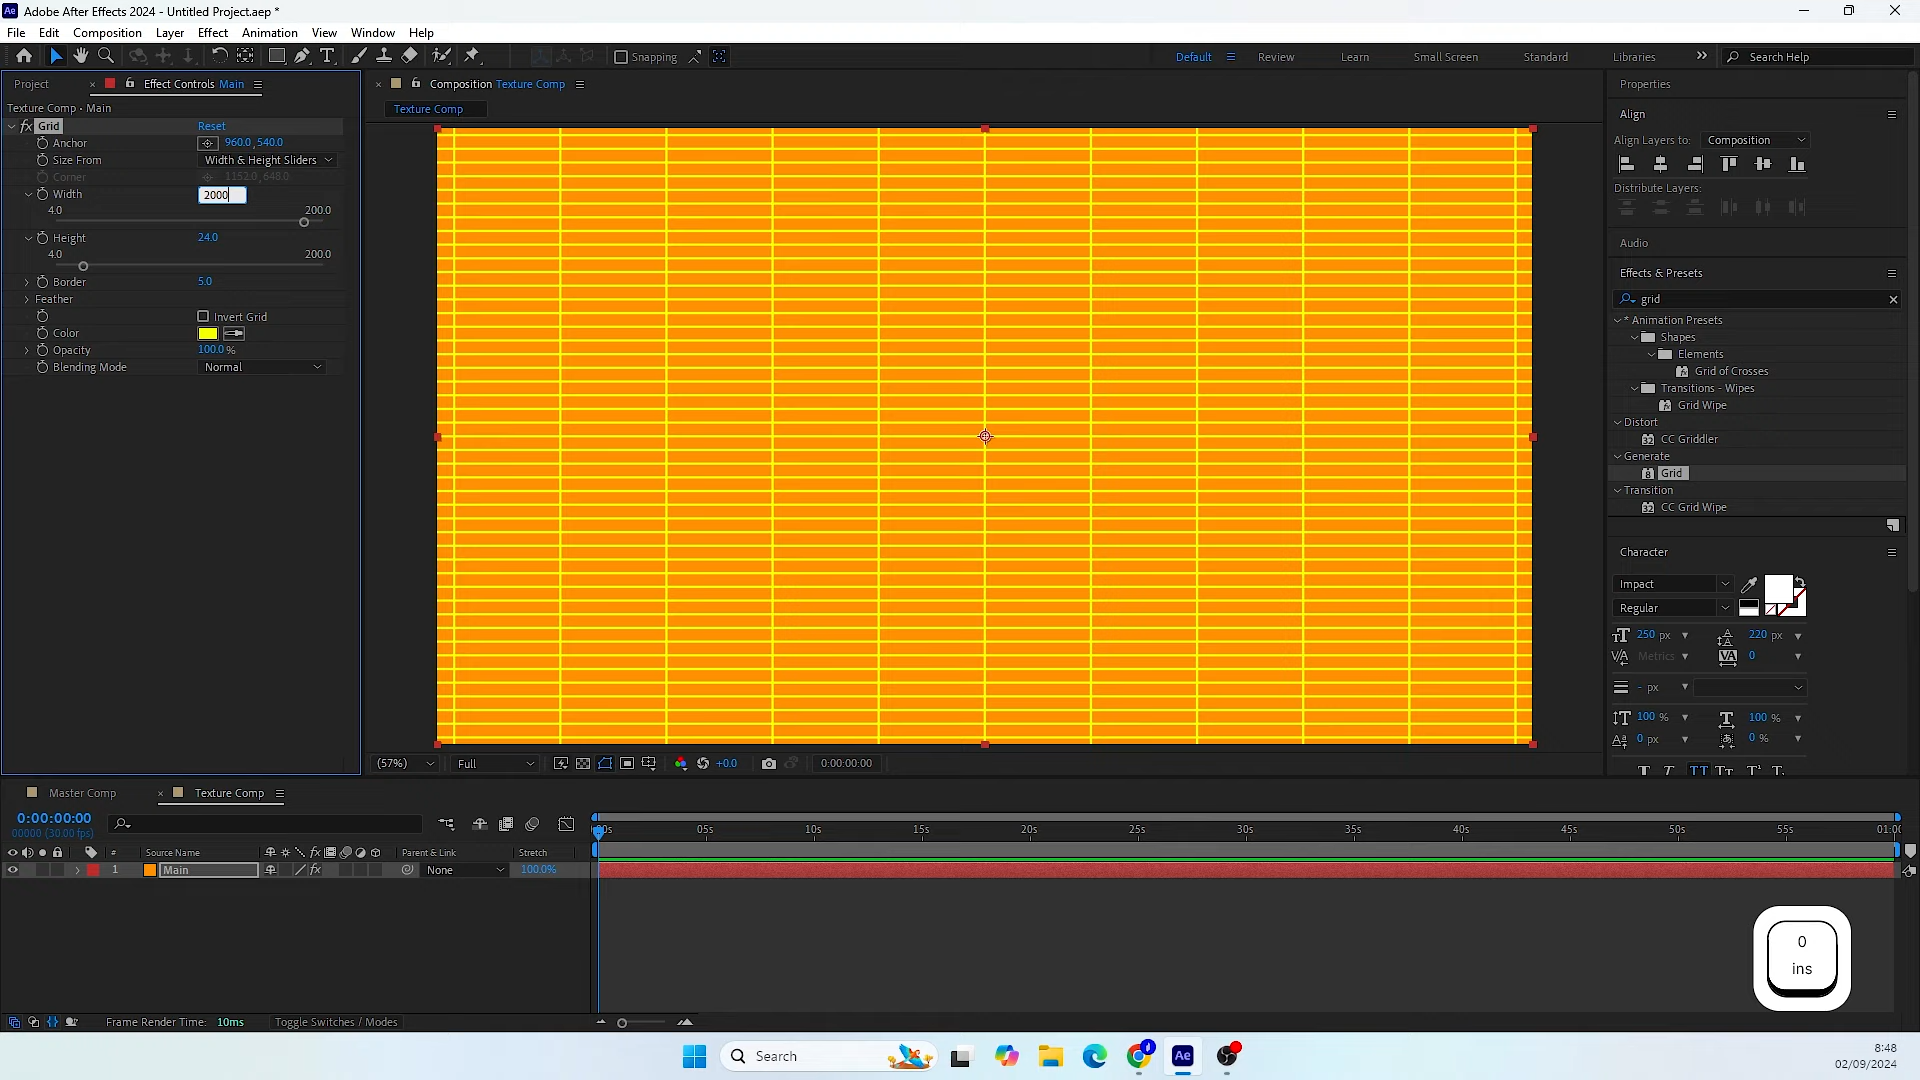 Adobe After Effects 2024 - Untitled Project.aep *
File Edit Composition Layer Effect Animation View Window Help
Snapping
Default Review Learn Small Screen Standard Libraries Search Help
Project Effect Controls Main
Texture Comp • Main
fx Grid Reset
Anchor 960.0, 540.0
Size From Width & Height Sliders
Corner 1152.0, 648.0
Width 2000
4.0 200.0
Height 24.0
4.0 200.0
Border 5.0
Feather
Invert Grid
Color
Opacity 100.0 %
Blending Mode Normal
Composition Texture Comp
Texture Comp
(57%) Full +0.0 0:00:00:00
Properties
Align
Align Layers to: Composition
Distribute Layers:
Audio
Effects & Presets
grid
* Animation Presets
Shapes
Elements
Grid of Crosses
Transitions - Wipes
Grid Wipe
Distort
CC Griddler
Generate
Grid
Transition
CC Grid Wipe
Character
Impact
Regular
250 px 220 px
Metrics 0
- px
100 % 100 %
0 px 0 %
Master Comp Texture Comp
0:00:00:00
00000 (30.00 fps)
05s 10s 15s 20s 25s 30s 35s 40s 45s 50s 55s
# Source Name Parent & Link Stretch
1 Main None 100.0%
0
ins
Frame Render Time: 10ms Toggle Switches / Modes
Search
Ae
8:48
02/09/2024